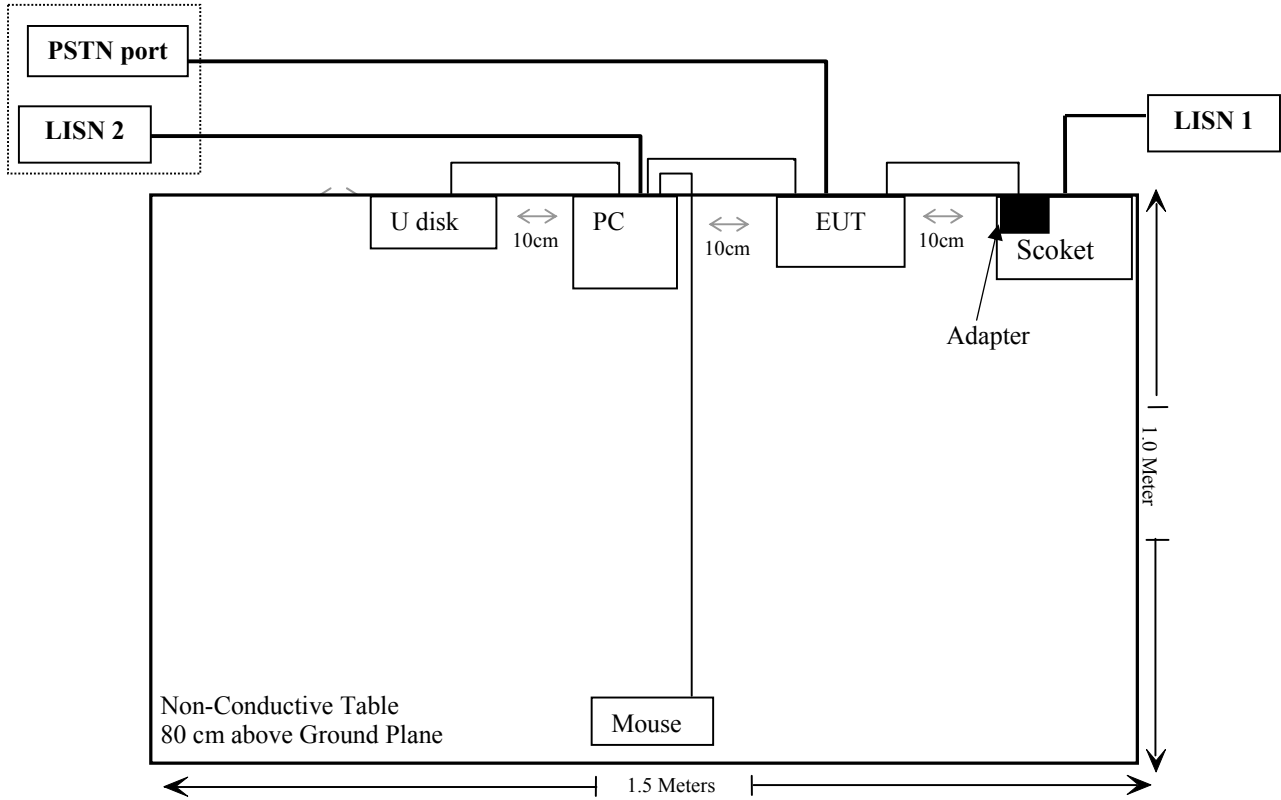 PSTN port
LISN 2
LISN 1
U disk
10cm
PC
10cm
EUT
10cm
Scoket
Adapter
1.0 Meter
Non-Conductive Table
80 cm above Ground Plane
Mouse
1.5 Meters